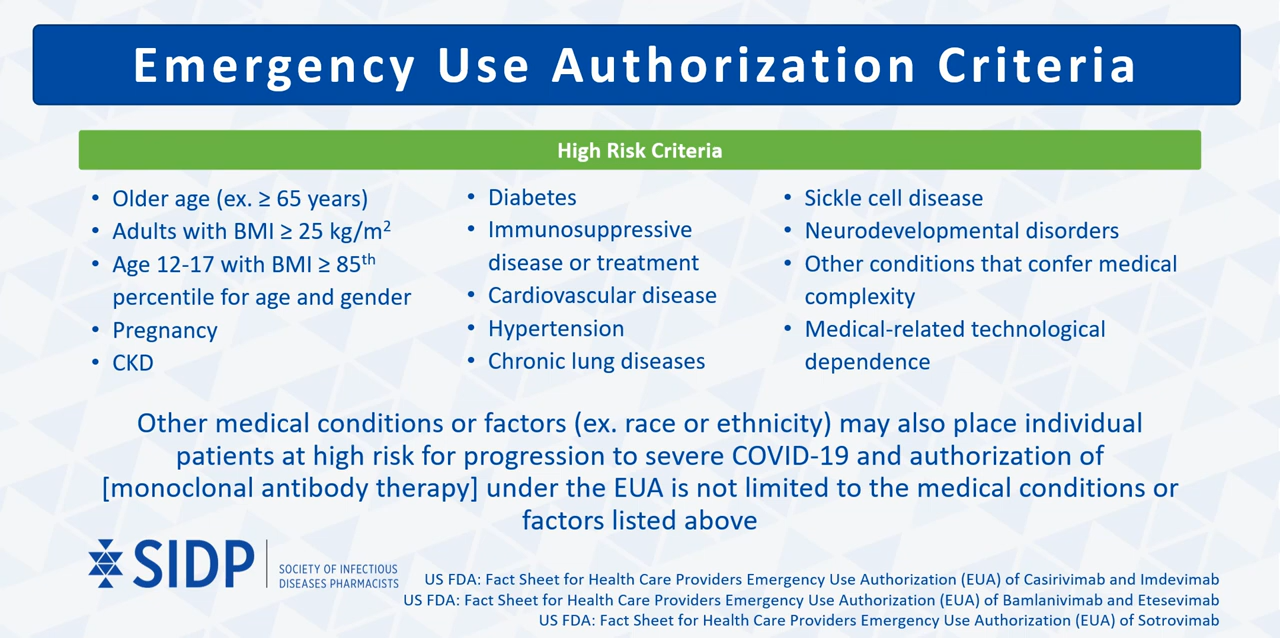 Emergency Use Authorization Criteria
High Risk Criteria
• Older age (ex. ≥ 65 years)
• Adults with BMI ≥ 25 kg/m²
• Age 12-17 with BMI ≥ 85ᵗʰ
percentile for age and gender
• Pregnancy
• CKD
• Diabetes
• Immunosuppressive
disease or treatment
• Cardiovascular disease
• Hypertension
• Chronic lung diseases
• Sickle cell disease
• Neurodevelopmental disorders
• Other conditions that confer medical
complexity
• Medical-related technological
dependence
Other medical conditions or factors (ex. race or ethnicity) may also place individual
patients at high risk for progression to severe COVID-19 and authorization of
[monoclonal antibody therapy] under the EUA is not limited to the medical conditions or
factors listed above
SIDP
SOCIETY OF INFECTIOUS
DISEASES PHARMACISTS
US FDA: Fact Sheet for Health Care Providers Emergency Use Authorization (EUA) of Casirivimab and Imdevimab
US FDA: Fact Sheet for Health Care Providers Emergency Use Authorization (EUA) of Bamlanivimab and Etesevimab
US FDA: Fact Sheet for Health Care Providers Emergency Use Authorization (EUA) of Sotrovimab